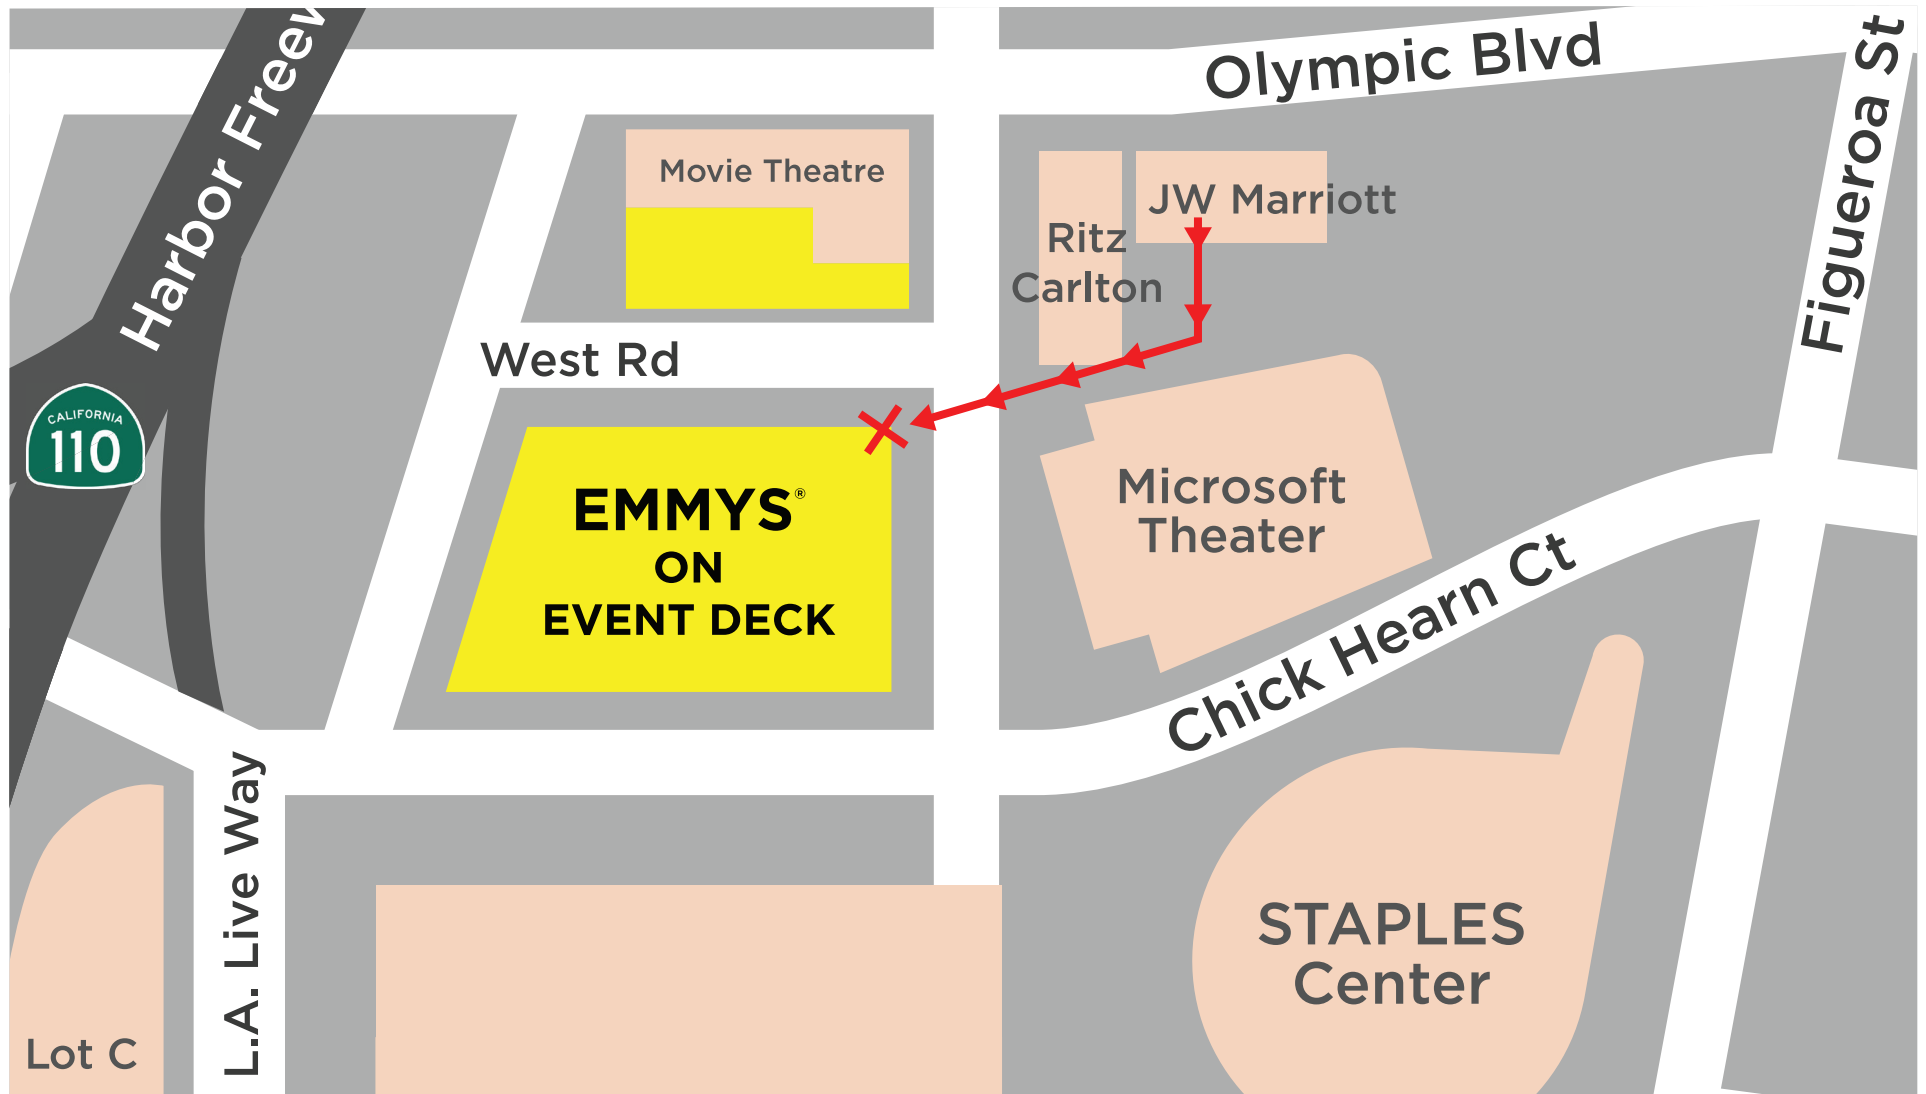 Olympic Blvd
Harbor Freew
Figueroa St
Movie Theatre
JW Marriott
Ritz
Carlton
West Rd
CALIFORNIA
110
EMMYS®
ON
EVENT DECK
Microsoft
Theater
Chick Hearn Ct
L.A. Live Way
STAPLES
Center
Lot C